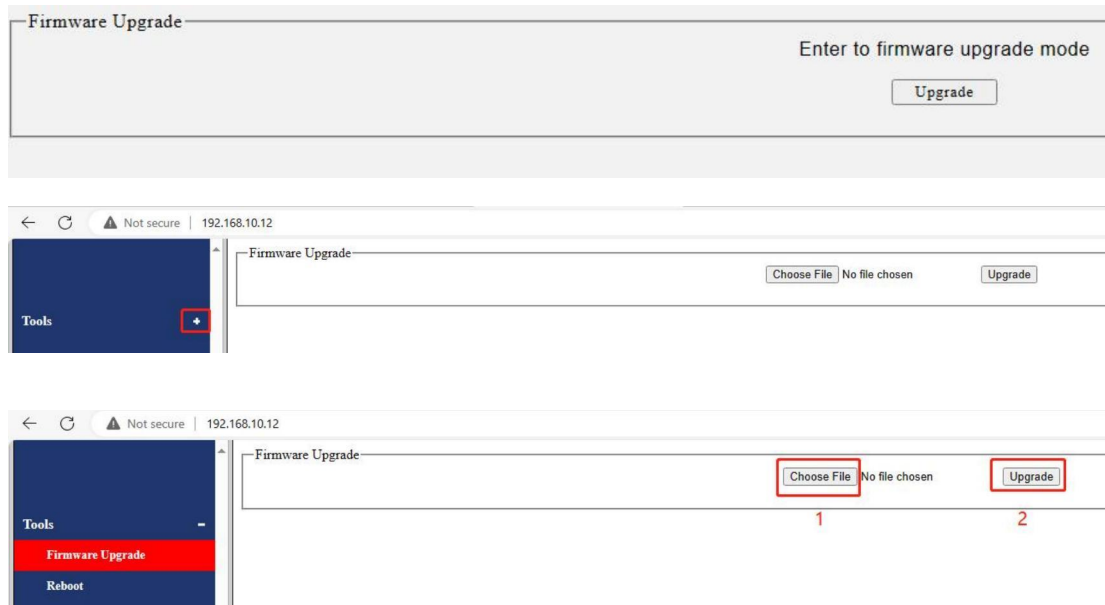 Firmware Upgrade
Enter to firmware upgrade mode
Upgrade
Not secure | 192.168.10.12
Firmware Upgrade
Choose File No file chosen Upgrade
Tools +
Not secure | 192.168.10.12
Firmware Upgrade
Choose File No file chosen Upgrade
1 2
Tools -
Firmware Upgrade
Reboot